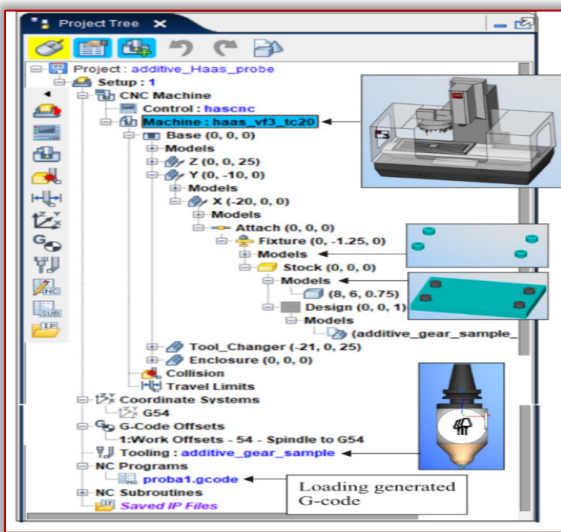 Project Tree
Project : additive_Haas_probe
Setup : 1
CNC Machine
Control : hascnc
Machine : haas_vf3_tc20
Base (0, 0, 0)
Models
Z (0, 0, 25)
Y (0, -10, 0)
Models
X (-20, 0, 0)
Models
Attach (0, 0, 0)
Fixture (0, -1.25, 0)
Models
Stock (0, 0, 0)
Models
(8, 6, 0.75)
Design (0, 0, 1)
Models
(additive_gear_sample_
Tool_Changer (-21, 0, 25)
Enclosure (0, 0, 0)
Collision
Travel Limits
Coordinate Systems
G54
G-Code Offsets
1:Work Offsets - 54 - Spindle to G54
Tooling : additive_gear_sample
NC Programs
proba1.gcode
Loading generated
G-code
NC Subroutines
Saved IP Files